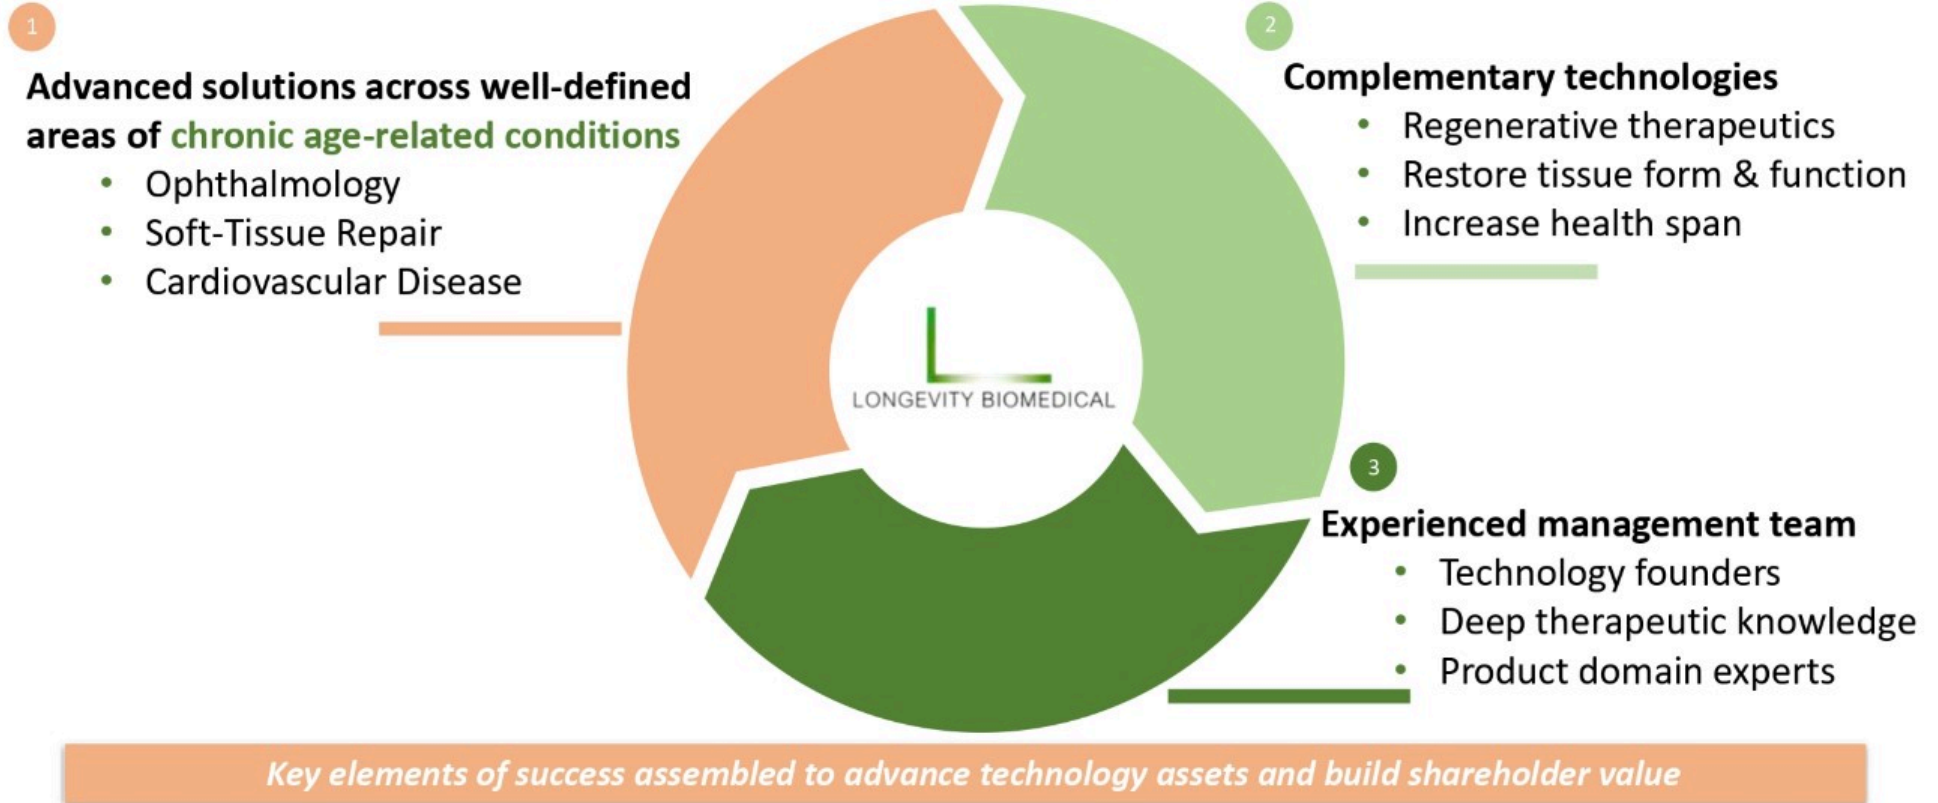 1
Advanced solutions across well-defined
areas of chronic age-related conditions
• Ophthalmology
• Soft-Tissue Repair
• Cardiovascular Disease
2
Complementary technologies
• Regenerative therapeutics
• Restore tissue form & function
• Increase health span
LONGEVITY BIOMEDICAL
3
Experienced management team
• Technology founders
• Deep therapeutic knowledge
• Product domain experts
Key elements of success assembled to advance technology assets and build shareholder value